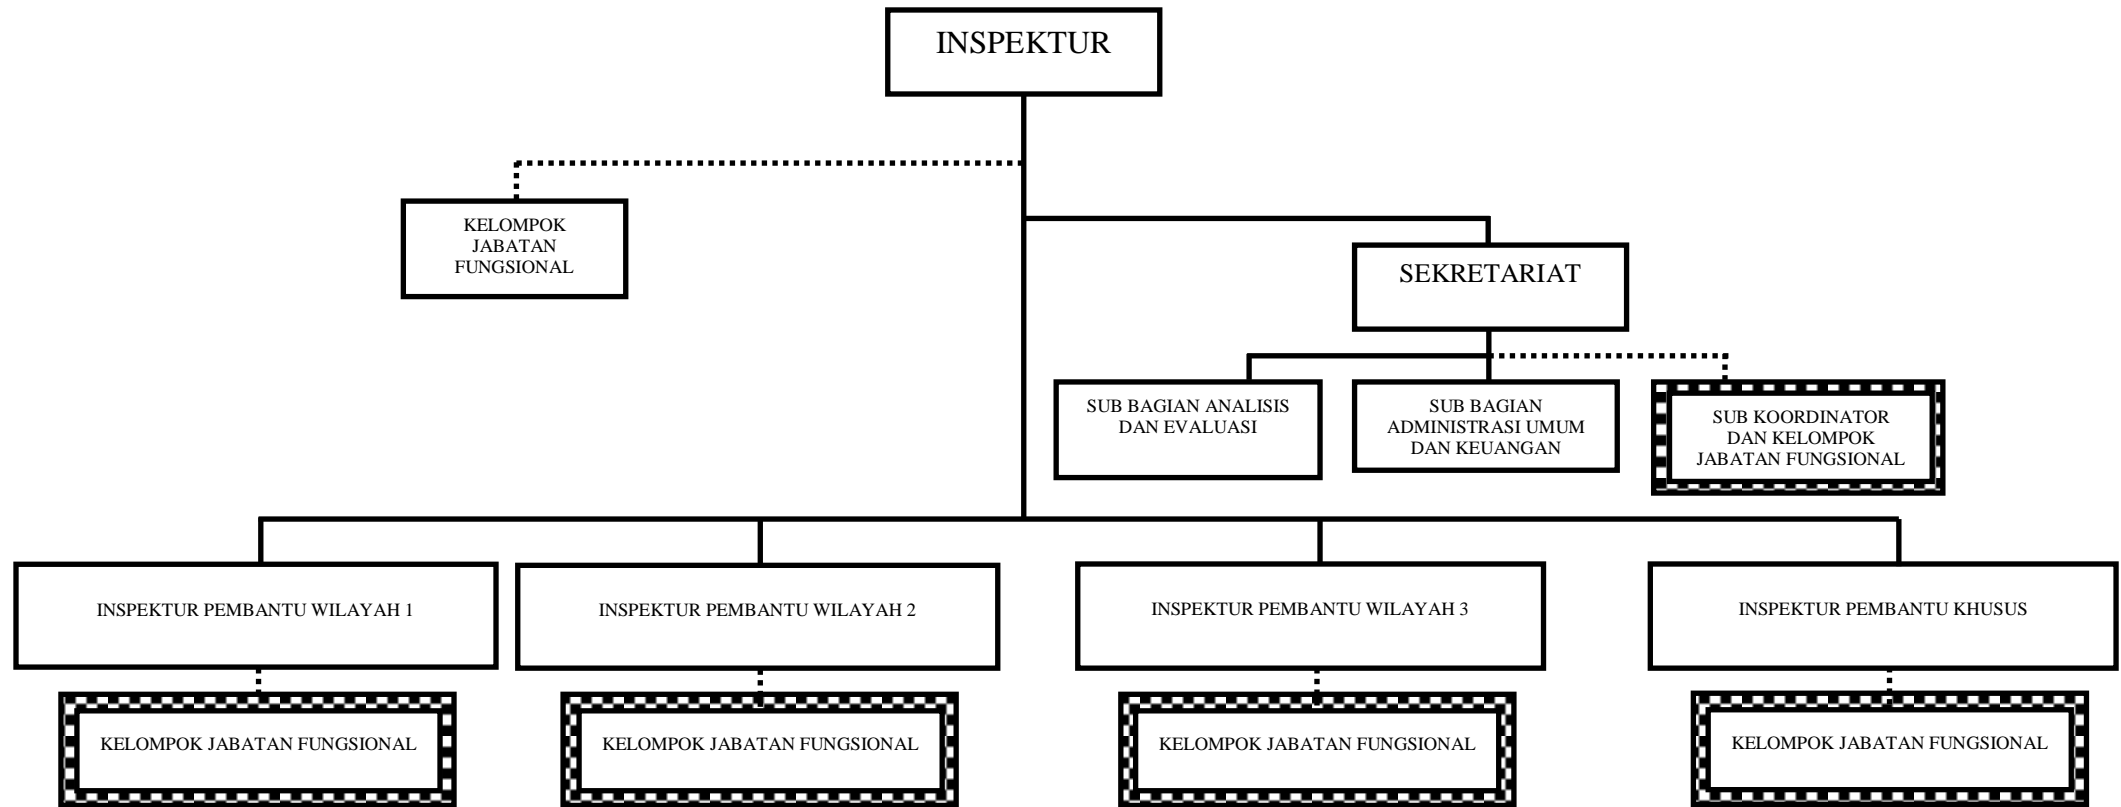 INSPEKTUR
KELOMPOK
JABATAN
FUNGSIONAL
SEKRETARIAT
SUB BAGIAN ANALISIS
DAN EVALUASI
SUB BAGIAN
ADMINISTRASI UMUM
DAN KEUANGAN
SUB KOORDINATOR
DAN KELOMPOK
JABATAN FUNGSIONAL
INSPEKTUR PEMBANTU WILAYAH 1
INSPEKTUR PEMBANTU WILAYAH 2
INSPEKTUR PEMBANTU WILAYAH 3
INSPEKTUR PEMBANTU KHUSUS
KELOMPOK JABATAN FUNGSIONAL
KELOMPOK JABATAN FUNGSIONAL
KELOMPOK JABATAN FUNGSIONAL
KELOMPOK JABATAN FUNGSIONAL